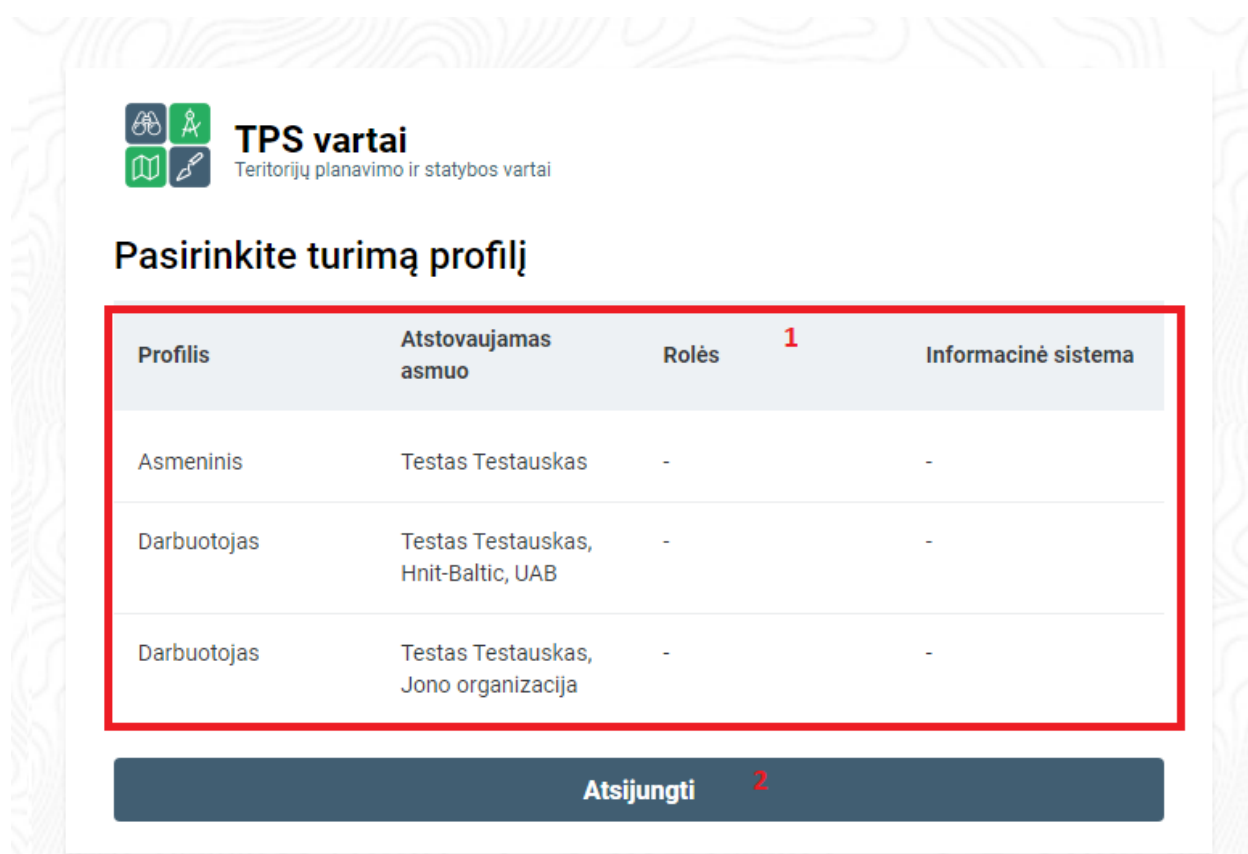 TPS vartai
Teritorijų planavimo ir statybos vartai
Pasirinkite turimą profilį
Profilis
Atstovaujamas
asmuo
Rolės
1
Informacinė sistema
Asmeninis
Testas Testauskas
-
-
Darbuotojas
Testas Testauskas,
Hnit-Baltic, UAB
-
-
Darbuotojas
Testas Testauskas,
Jono organizacija
-
-
Atsijungti
2